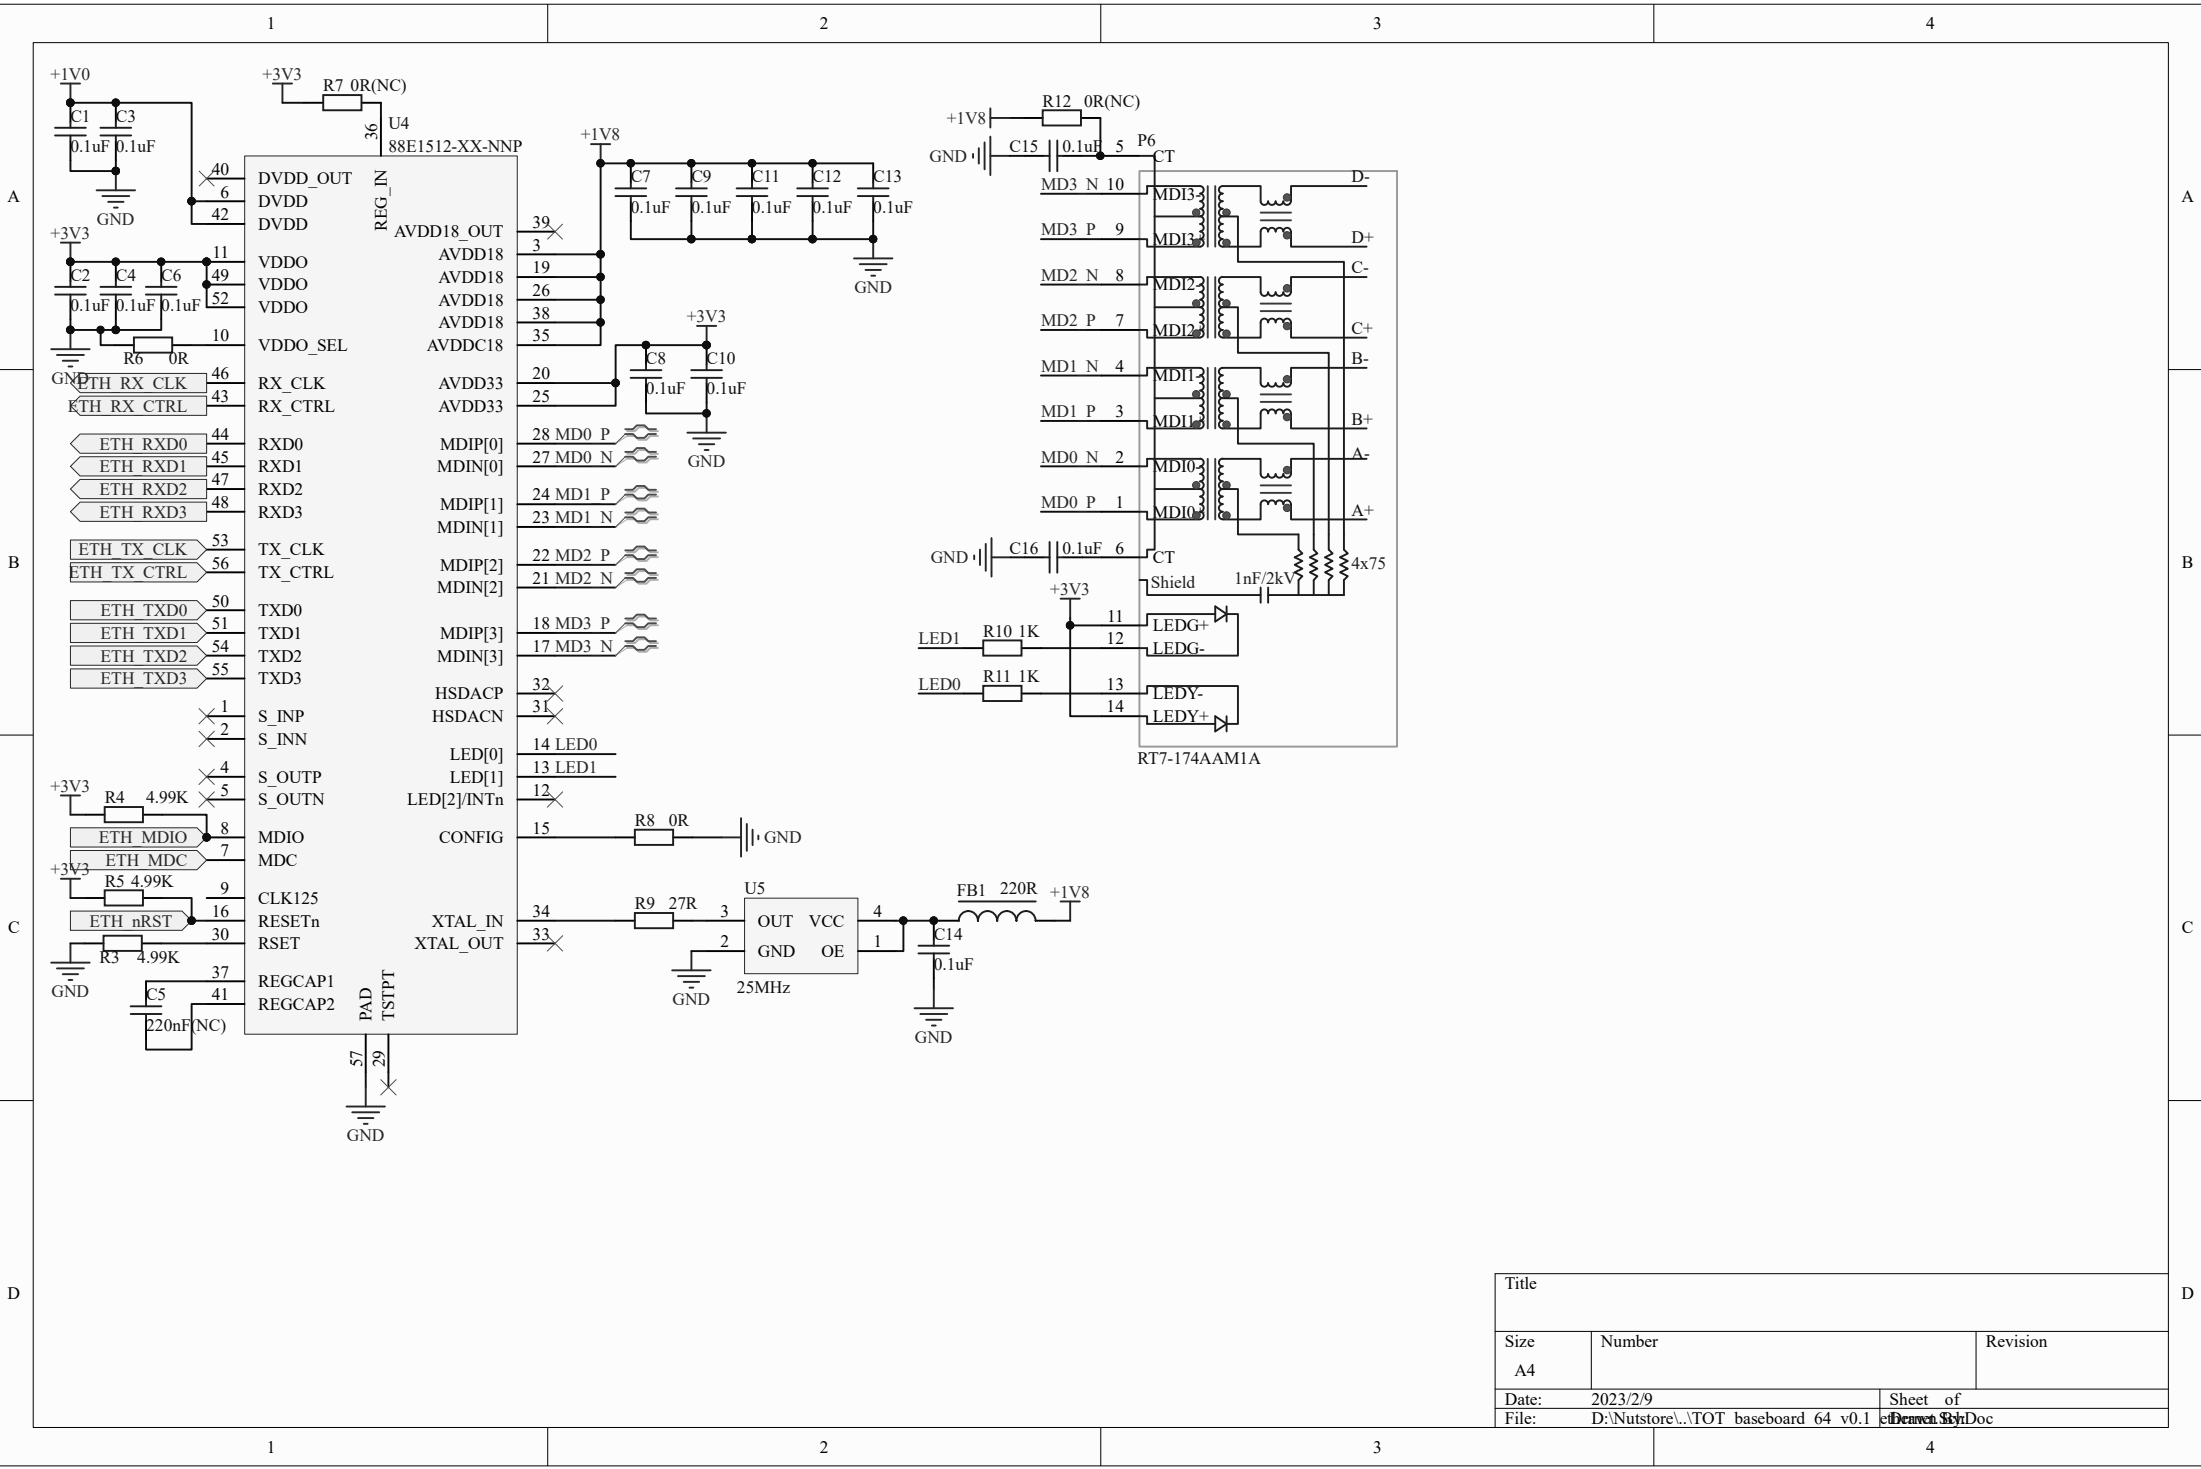 1 2 3 4
A A
B B
C C
D D
+1V0
C1 C3
0.1uF 0.1uF
GND
+3V3
C2 C4 C6
0.1uF 0.1uF 0.1uF
R6 0R
GND
+3V3
R7 0R(NC)
36
U4
88E1512-XX-NNP
REG_IN
40 DVDD_OUT
6 DVDD
42 DVDD
11 VDDO
49 VDDO
52 VDDO
10 VDDO_SEL
ETH_RX_CLK 46 RX_CLK
ETH_RX_CTRL 43 RX_CTRL
ETH_RXD0 44 RXD0
ETH_RXD1 45 RXD1
ETH_RXD2 47 RXD2
ETH_RXD3 48 RXD3
ETH_TX_CLK 53 TX_CLK
ETH_TX_CTRL 56 TX_CTRL
ETH_TXD0 50 TXD0
ETH_TXD1 51 TXD1
ETH_TXD2 54 TXD2
ETH_TXD3 55 TXD3
1 S_INP
2 S_INN
4 S_OUTP
5 S_OUTN
+3V3
R4 4.99K
ETH_MDIO 8 MDIO
ETH_MDC 7 MDC
+3V3
R5 4.99K
9 CLK125
ETH_nRST 16 RESETn
30 RSET
R3 4.99K
GND
37 REGCAP1
41 REGCAP2
C5
220nF(NC)
PAD
TSTPT
57
29
GND
AVDD18_OUT 39
AVDD18 3
AVDD18 19
AVDD18 26
AVDD18 38
AVDDC18 35
AVDD33 20
AVDD33 25
MDIP[0] 28 MD0_P
MDIN[0] 27 MD0_N
MDIP[1] 24 MD1_P
MDIN[1] 23 MD1_N
MDIP[2] 22 MD2_P
MDIN[2] 21 MD2_N
MDIP[3] 18 MD3_P
MDIN[3] 17 MD3_N
HSDACP 32
HSDACN 31
LED[0] 14 LED0
LED[1] 13 LED1
LED[2]/INTn 12
CONFIG 15
XTAL_IN 34
XTAL_OUT 33
+1V8
C7 C9 C11 C12 C13
0.1uF 0.1uF 0.1uF 0.1uF 0.1uF
GND
+3V3
C8 C10
0.1uF 0.1uF
GND
R8 0R
GND
R9 27R
U5
3 OUT VCC 4
2 GND OE 1
25MHz
GND
FB1 220R +1V8
C14
0.1uF
GND
R12 0R(NC)
+1V8
P6
GND C15 0.1uF 5 CT
MD3_N 10 MDI3- D-
MD3_P 9 MDI3+ D+
MD2_N 8 MDI2- C-
MD2_P 7 MDI2+ C+
MD1_N 4 MDI1- B-
MD1_P 3 MDI1+ B+
MD0_N 2 MDI0- A-
MD0_P 1 MDI0+ A+
GND C16 0.1uF 6 CT
4x75
Shield 1nF/2kV
+3V3
11 LEDG+
LED1 R10 1K 12 LEDG-
LED0 R11 1K 13 LEDY-
14 LEDY+
RT7-174AAM1A
Title
Size Number Revision
A4
Date: 2023/2/9 Sheet of
File: D:\Nutstore\..\TOT_baseboard_64_v0.1_ethernet.SchDoc
Drawn By:
1 2 3 4